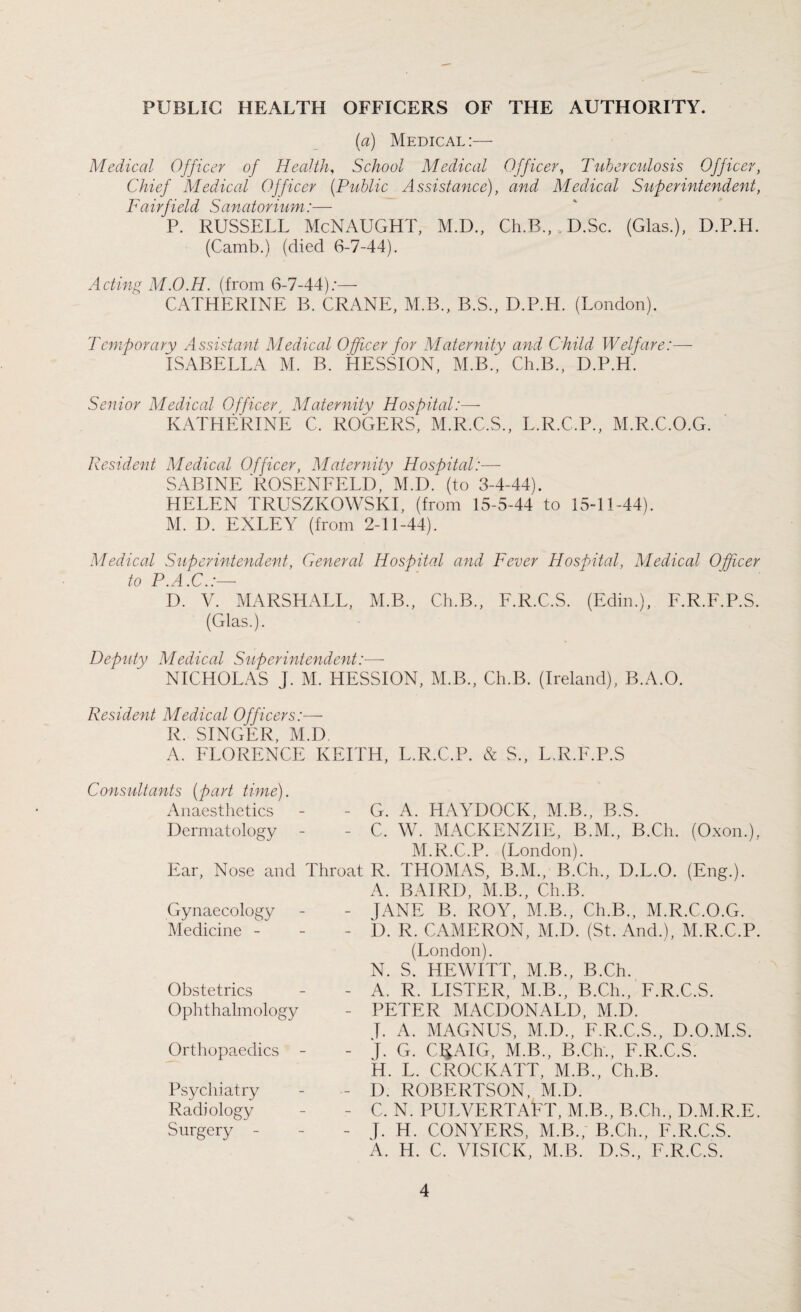 PUBLIC HEALTH OFFICERS OF THE AUTHORITY.
(a) MEDICAL:—
Medical Officer of Health, School Medical Officer, Tuberculosis Officer,
Chief Medical Officer (Public Assistance), and Medical Superintendent,
Fairfield Sanatorium:—
P. RUSSELL McNAUGHT, M.D., Ch.B., D.Sc. (Glas.), D.P.H.
(Camb.) (died 6-7-44).
Acting M.O.H. (from 6-7-44):—
CATHERINE B. CRANE, M.B., B.S., D.P.H. (London).
Temporary Assistant Medical Officer for Maternity and Child Welfare:—
ISABELLA M. B. HESSION, M.B., Ch.B., D.P.H.
Senior Medical Officer, Maternity Hospital:—
KATHERINE C. ROGERS, M.R.C.S., L.R.C.P., M.R.C.O.G.
Resident Medical Officer, Maternity Hospital:—
SABINE ROSENFELD, M.D. (to 3-4-44).
HELEN TRUSZKOWSKI, (from 15-5-44 to 15-11-44).
M. D. EXLEY (from 2-11-44).
Medical Superintendent, General Hospital and Fever Hospital, Medical Officer
to P.A.C.:—
D. V. MARSHALL, M.B., Ch.B., F.R.C.S. (Edin.), F.R.F.P.S.
(Glas.).
Deputy Medical Superintendent:—
NICHOLAS J. M. HESSION, M.B., Ch.B. (Ireland), B.A.O.
Resident Medical Officers:—
R. SINGER, M.D.
A. FLORENCE KEITH, L.R.C.P. & S., L.R.F.P.S
Consultants (part time).
Anaesthetics - - G. A. HAYDOCK, M.B., B.S.
Dermatology - - C. W. MACKENZIE, B.M., B.Ch. (Oxon.),
M.R.C.P. (London).
Ear, Nose and Throat R. THOMAS, B.M., B.Ch., D.L.O. (Eng.).
A. BAIRD, M.B., Ch.B.
Gynaecology - - JANE B. ROY, M.B., Ch.B., M.R.C.O.G.
Medicine - - - D. R. CAMERON, M.D. (St. And.), M.R.C.P.
(London).
N. S. HEWITT, M.B., B.Ch.
Obstetrics - - A. R. LISTER, M.B., B.Ch., F.R.C.S.
Ophthalmology - PETER MACDONALD, M.D.
J. A. MAGNUS, M.D., F.R.C.S., D.O.M.S.
Orthopaedics - - J. G. CRAIG, M.B., B.Ch., F.R.C.S.
H. L. CROCKATT, M.B., Ch.B.
Psychiatry - - D. ROBERTSON, M.D.
Radiology - - C. N. PULVERTAFT, M.B., B.Ch., D.M.R.E.
Surgery - - - J. H. CONYERS, M.B., B.Ch., F.R.C.S.
A. H. C. VISICK, M.B. D.S., F.R.C.S.
4